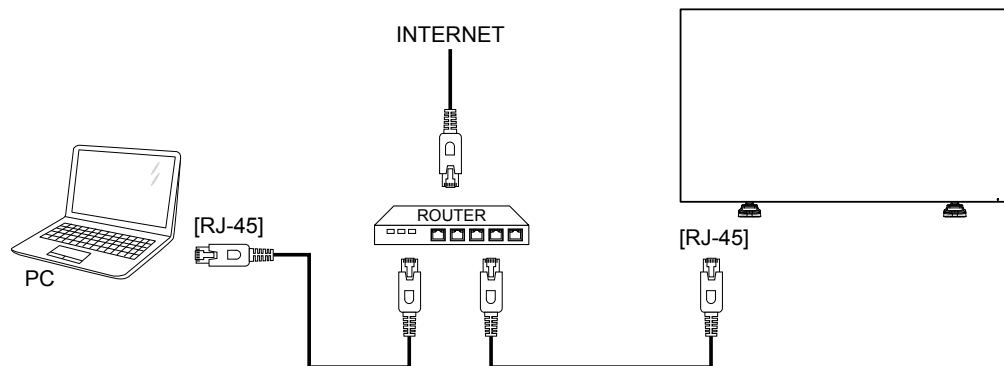 INTERNET
ROUTER
[RJ-45]
[RJ-45]
PC